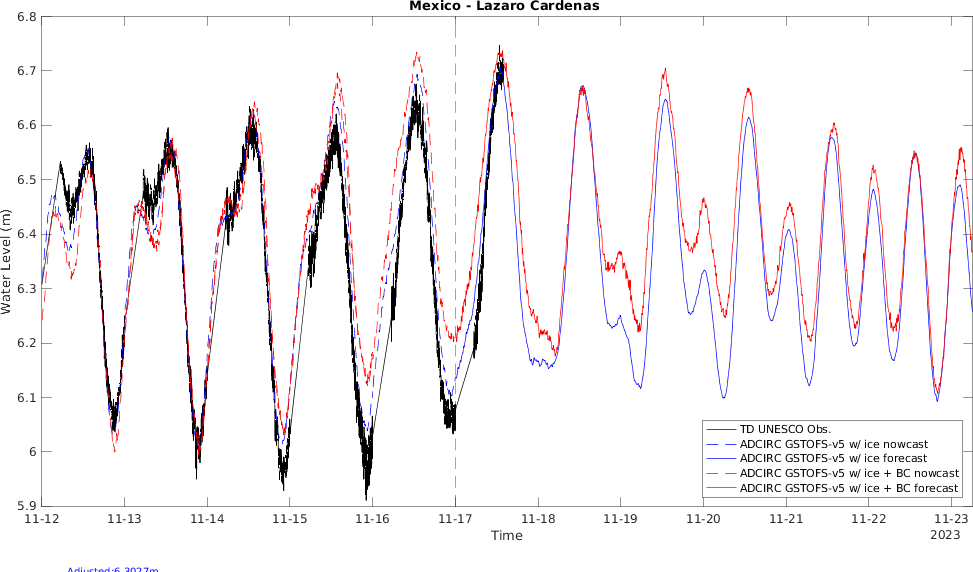 Mexico - Lazaro Cardenas
6.8
6.7
6.6
6.5
6.4
6.3
6.2
6.1
6
5.9
Water Level (m)
11-12 11-13 11-14 11-15 11-16 11-17 11-18 11-19 11-20 11-21 11-22 11-23
Time
2023
TD UNESCO Obs.
ADCIRC GSTOFS-v5 w/ ice nowcast
ADCIRC GSTOFS-v5 w/ ice forecast
ADCIRC GSTOFS-v5 w/ ice + BC nowcast
ADCIRC GSTOFS-v5 w/ ice + BC forecast
Adjusted:6.3027m